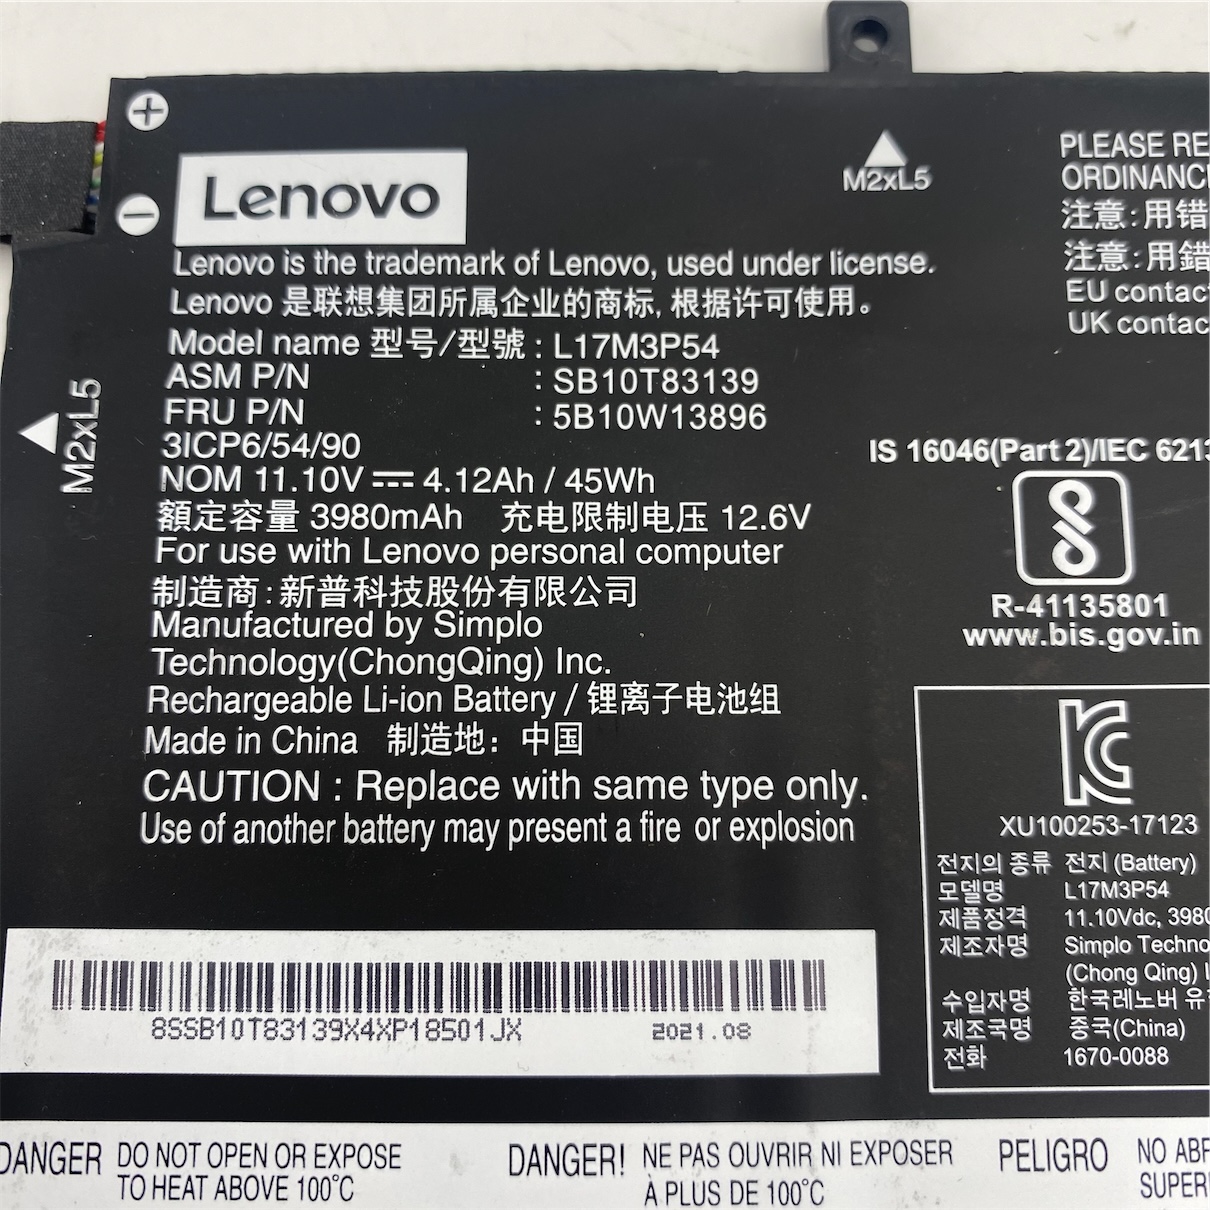 Lenovo
Lenovo is the trademark of Lenovo, used under license.
Lenovo 是联想集团所属企业的商标, 根据许可使用。
Model name 型号/型號 : L17M3P54
ASM P/N : SB10T83139
FRU P/N : 5B10W13896
3ICP6/54/90
NOM 11.10V ⎓ 4.12Ah / 45Wh
額定容量 3980mAh 充电限制电压 12.6V
For use with Lenovo personal computer
制造商: 新普科技股份有限公司
Manufactured by Simplo
Technology(ChongQing) Inc.
Rechargeable Li-ion Battery / 锂离子电池组
Made in China 制造地: 中国
CAUTION : Replace with same type only.
Use of another battery may present a fire or explosion
M2xL5
M2xL5
PLEASE RE
ORDINANC
注意: 用错
注意: 用錯
EU contac
UK contac
IS 16046(Part 2)/IEC 6213
R-41135801
www.bis.gov.in
XU100253-17123
전지의 종류 전지 (Battery)
모델명 L17M3P54
제품정격 11.10Vdc, 3980
제조자명 Simplo Techno
(Chong Qing) I
수입자명 한국레노버 유
제조국명 중국(China)
전화 1670-0088
8SSB10T83139X4XP18501JX 2021.08
DANGER DO NOT OPEN OR EXPOSE
TO HEAT ABOVE 100°C
DANGER! NE PAS OUVRIR NI EXPOSER
À PLUS DE 100°C
PELIGRO NO ABR
SUPER